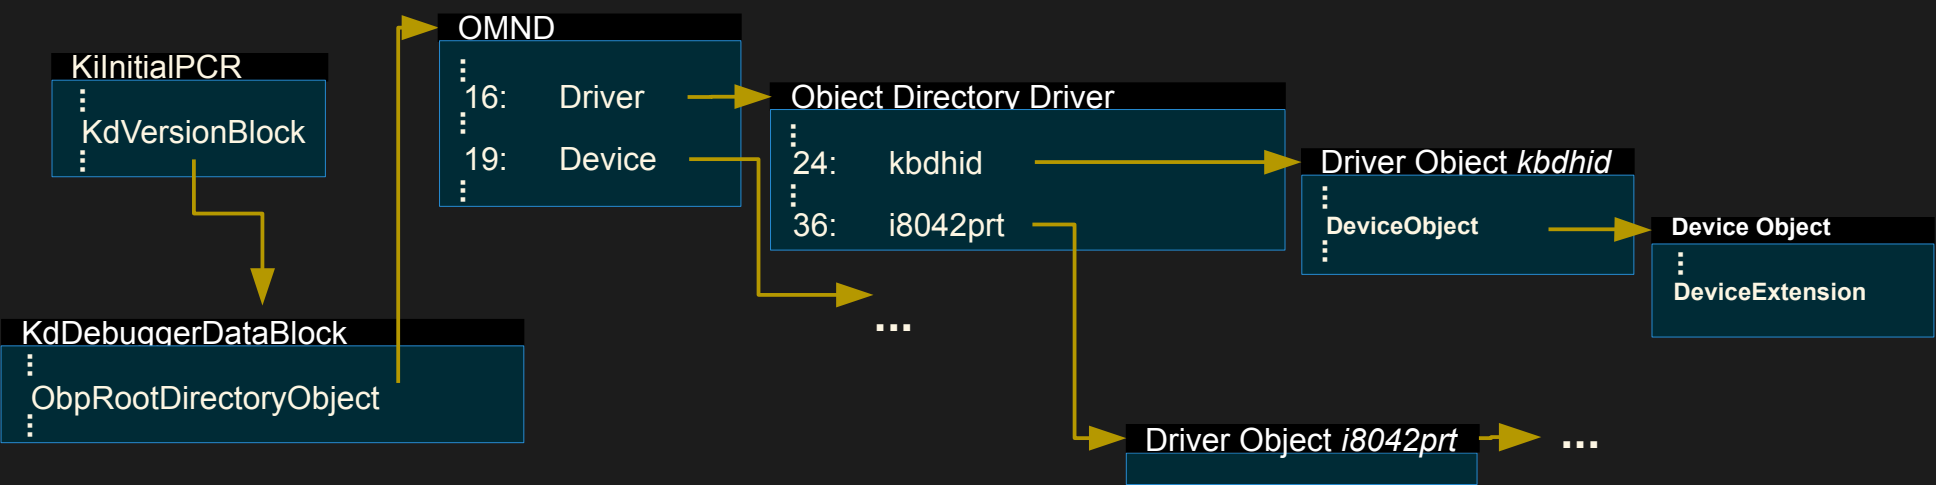 KiInitialPCR
⋮
KdVersionBlock
⋮
KdDebuggerDataBlock
⋮
ObpRootDirectoryObject
⋮
OMND
⋮
16: Driver
⋮
19: Device
⋮
Object Directory Driver
⋮
24: kbdhid
⋮
36: i8042prt
...
Driver Object kbdhid
⋮
DeviceObject
⋮
Device Object
⋮
DeviceExtension
Driver Object i8042prt
...